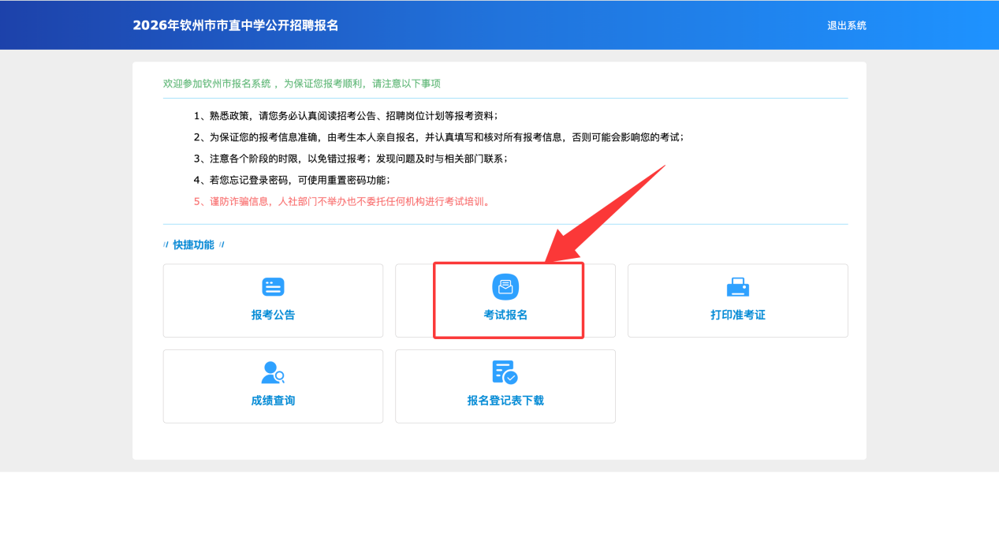 2026年钦州市市直中学公开招聘报名
退出系统
欢迎参加钦州市报名系统 ，为保证您报考顺利，请注意以下事项
1、熟悉政策，请您务必认真阅读招考公告、招聘岗位计划等报考资料；
2、为保证您的报考信息准确，由考生本人亲自报名，并认真填写和核对所有报考信息，否则可能会影响您的考试；
3、注意各个阶段的时限，以免错过报考；发现问题及时与相关部门联系；
4、若您忘记登录密码，可使用重置密码功能；
5、谨防诈骗信息，人社部门不举办也不委托任何机构进行考试培训。
// 快捷功能 //
报考公告
考试报名
打印准考证
成绩查询
报名登记表下载